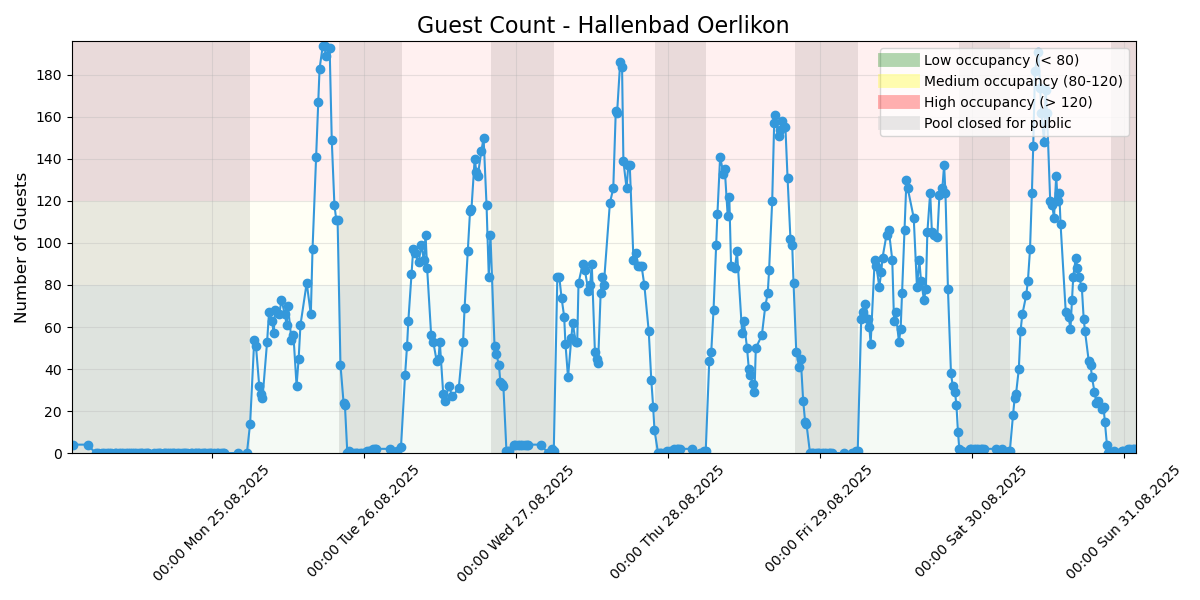 Guest Count - Hallenbad Oerlikon
Number of Guests
180
160
140
120
100
80
60
40
20
0
Low occupancy (< 80)
Medium occupancy (80-120)
High occupancy (> 120)
Pool closed for public
00:00 Mon 25.08.2025
00:00 Tue 26.08.2025
00:00 Wed 27.08.2025
00:00 Thu 28.08.2025
00:00 Fri 29.08.2025
00:00 Sat 30.08.2025
00:00 Sun 31.08.2025